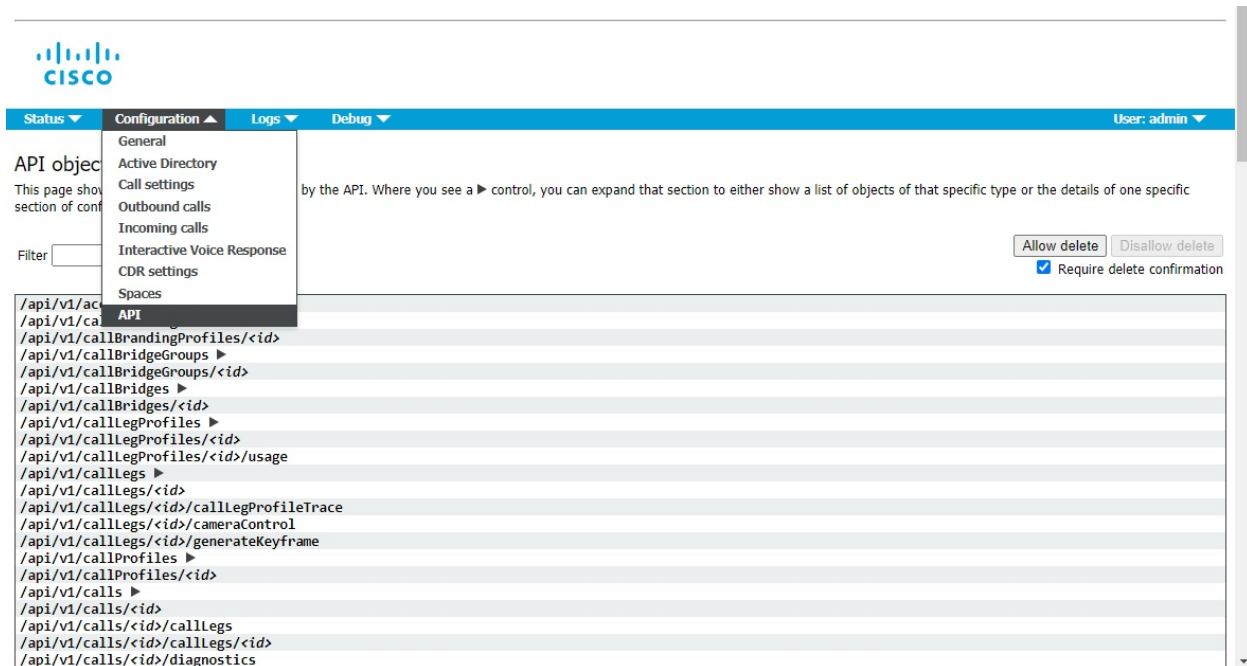 CISCO
Status Configuration Logs Debug User: admin
General
API objec Active Directory
This page show Call settings by the API. Where you see a ▶ control, you can expand that section to either show a list of objects of that specific type or the details of one specific
section of conf Outbound calls
Incoming calls
Filter Interactive Voice Response Allow delete Disallow delete
CDR settings Require delete confirmation
Spaces
/api/v1/ac API
/api/v1/ca
/api/v1/callBrandingProfiles/<id>
/api/v1/callBridgeGroups ▶
/api/v1/callBridgeGroups/<id>
/api/v1/callBridges ▶
/api/v1/callBridges/<id>
/api/v1/callLegProfiles ▶
/api/v1/callLegProfiles/<id>
/api/v1/callLegProfiles/<id>/usage
/api/v1/callLegs ▶
/api/v1/callLegs/<id>
/api/v1/callLegs/<id>/callLegProfileTrace
/api/v1/callLegs/<id>/cameraControl
/api/v1/callLegs/<id>/generateKeyframe
/api/v1/callProfiles ▶
/api/v1/callProfiles/<id>
/api/v1/calls ▶
/api/v1/calls/<id>
/api/v1/calls/<id>/callLegs
/api/v1/calls/<id>/callLegs/<id>
/api/v1/calls/<id>/diagnostics